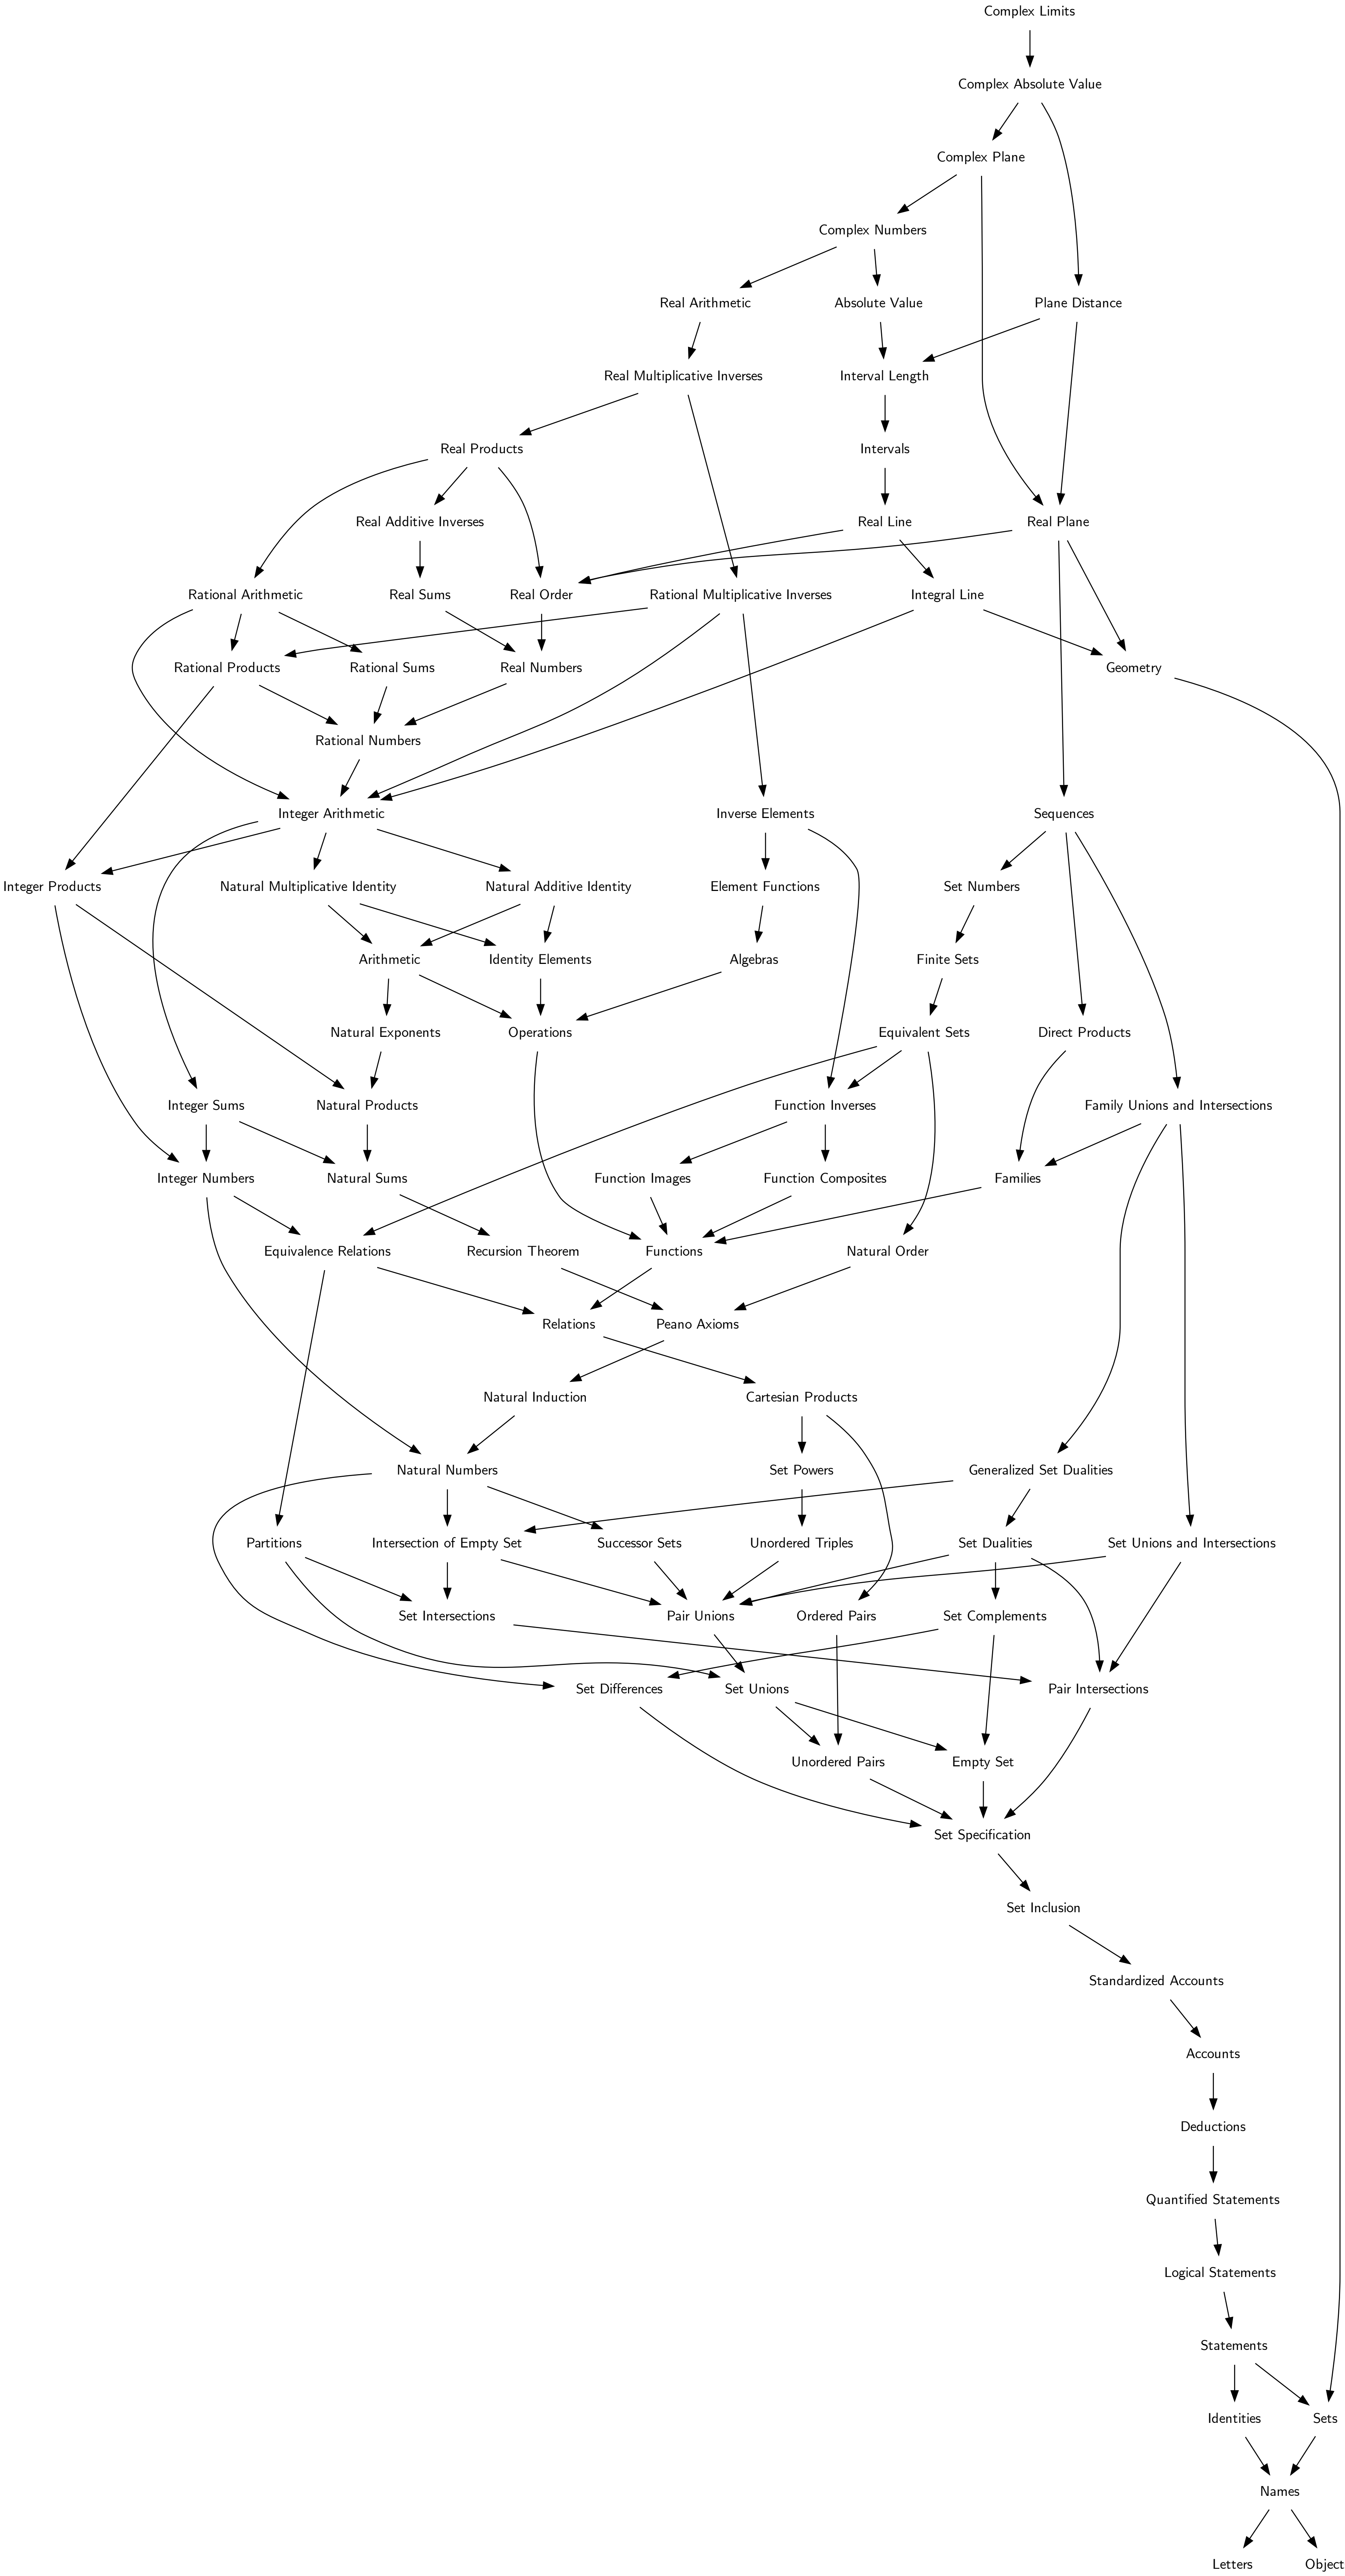 Complex Limits
Complex Absolute Value
Complex Plane
Complex Numbers
Real Arithmetic
Absolute Value
Plane Distance
Real Multiplicative Inverses
Interval Length
Real Products
Intervals
Real Additive Inverses
Real Line
Real Plane
Rational Arithmetic
Real Sums
Real Order
Rational Multiplicative Inverses
Integral Line
Rational Products
Rational Sums
Real Numbers
Geometry
Rational Numbers
Integer Arithmetic
Inverse Elements
Sequences
Integer Products
Natural Multiplicative Identity
Natural Additive Identity
Element Functions
Set Numbers
Arithmetic
Identity Elements
Algebras
Finite Sets
Natural Exponents
Operations
Equivalent Sets
Direct Products
Integer Sums
Natural Products
Function Inverses
Family Unions and Intersections
Integer Numbers
Natural Sums
Function Images
Function Composites
Families
Equivalence Relations
Recursion Theorem
Functions
Natural Order
Relations
Peano Axioms
Natural Induction
Cartesian Products
Natural Numbers
Set Powers
Generalized Set Dualities
Partitions
Intersection of Empty Set
Successor Sets
Unordered Triples
Set Dualities
Set Unions and Intersections
Set Intersections
Pair Unions
Ordered Pairs
Set Complements
Set Differences
Set Unions
Pair Intersections
Unordered Pairs
Empty Set
Set Specification
Set Inclusion
Standardized Accounts
Accounts
Deductions
Quantified Statements
Logical Statements
Statements
Identities
Sets
Names
Letters
Object